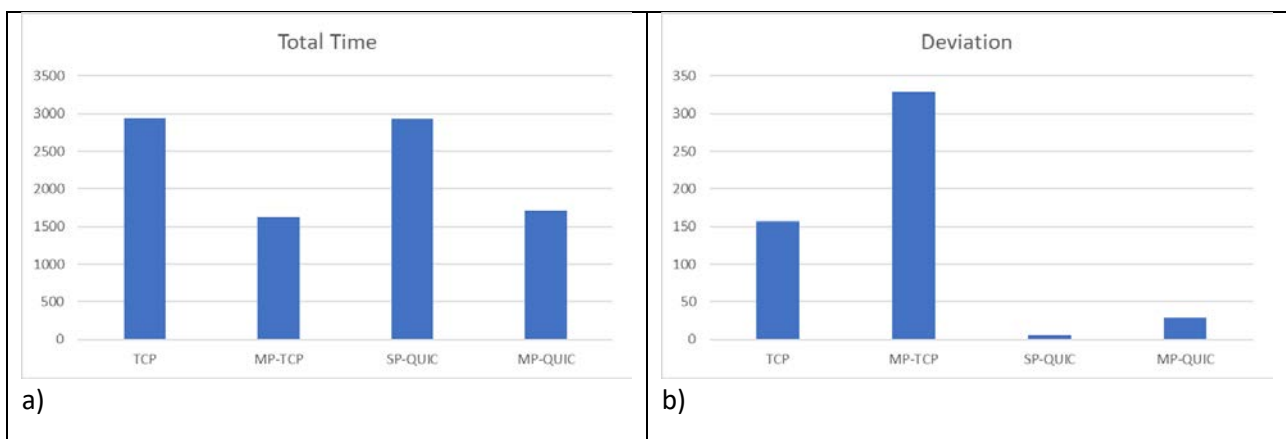 Total Time
3500
3000
2500
2000
1500
1000
500
0
TCP MP-TCP SP-QUIC MP-QUIC
a)
Deviation
350
300
250
200
150
100
50
0
TCP MP-TCP SP-QUIC MP-QUIC
b)